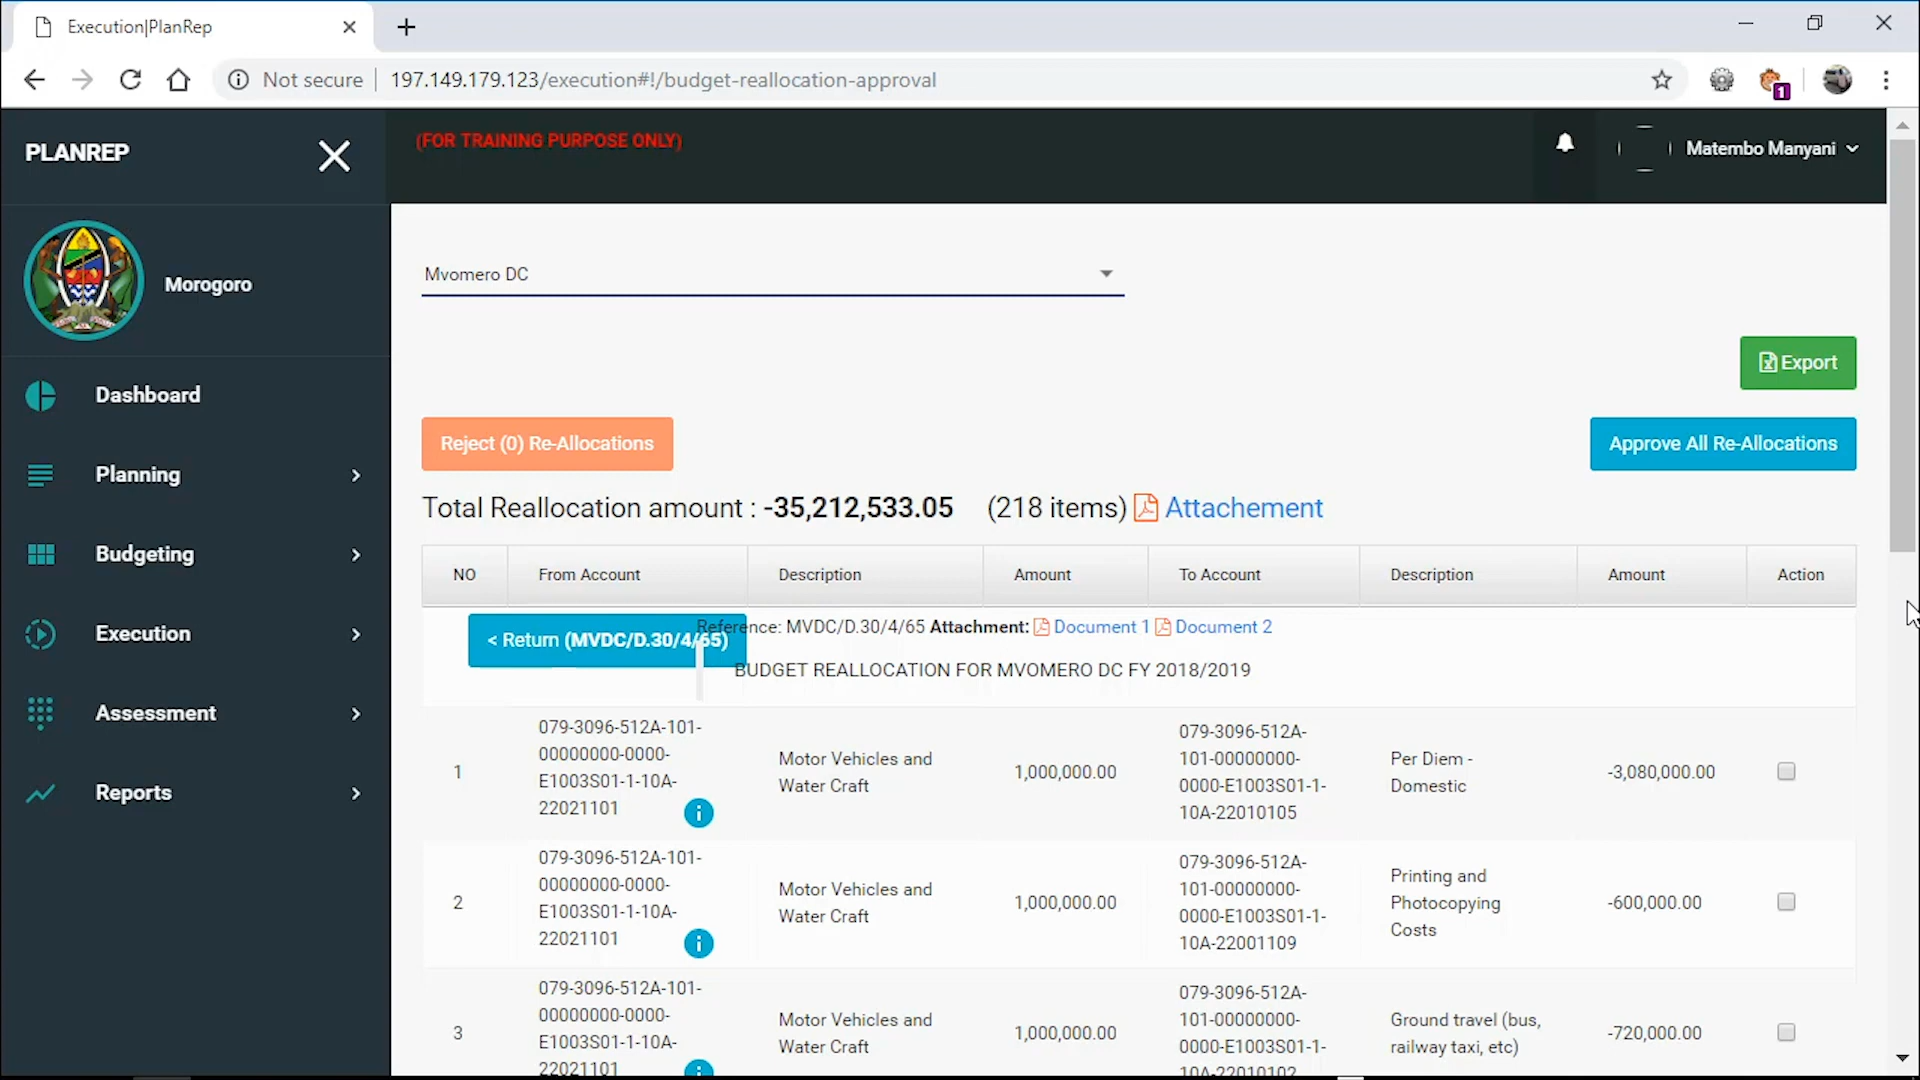 Execution|PlanRep
Not secure
197.149.179.123/execution#!/budget-reallocation-approval
1
PLANREP
(FOR TRAINING PURPOSE ONLY)
Matembo Manyani
Morogoro
Mvomero DC
Export
Dashboard
Planning
Budgeting
Execution
Assessment
Reports
Reject (0) Re-Allocations
Approve All Re-Allocations
Total Reallocation amount : -35,212,533.05 (218 items) Attachement
NO From Account Description Amount To Account Description Amount Action
< Return (MVDC/D.30/4/65)
Reference: MVDC/D.30/4/65 Attachment: Document 1 Document 2
BUDGET REALLOCATION FOR MVOMERO DC FY 2018/2019
1
079-3096-512A-101-
00000000-0000-
E1003S01-1-10A-
22021101
Motor Vehicles and
Water Craft
1,000,000.00
079-3096-512A-
101-00000000-
0000-E1003S01-1-
10A-22010105
Per Diem -
Domestic
-3,080,000.00
2
079-3096-512A-101-
00000000-0000-
E1003S01-1-10A-
22021101
Motor Vehicles and
Water Craft
1,000,000.00
079-3096-512A-
101-00000000-
0000-E1003S01-1-
10A-22001109
Printing and
Photocopying
Costs
-600,000.00
3
079-3096-512A-101-
00000000-0000-
E1003S01-1-10A-
22021101
Motor Vehicles and
Water Craft
1,000,000.00
079-3096-512A-
101-00000000-
0000-E1003S01-1-
10A-22010102
Ground travel (bus,
railway taxi, etc)
-720,000.00